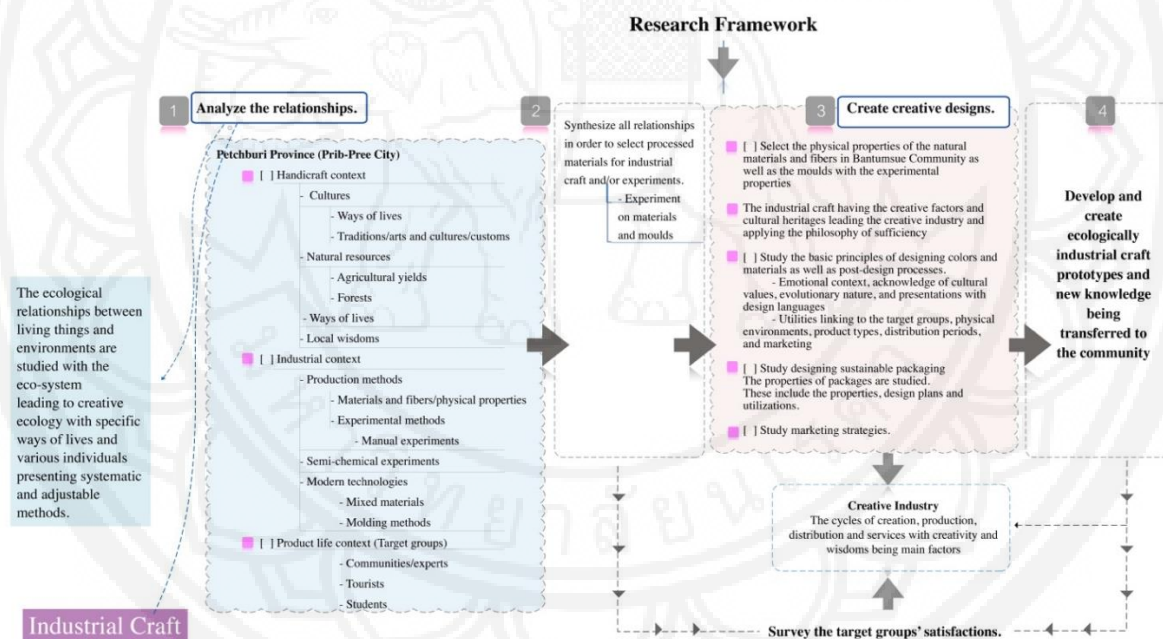 Research Framework
1
Analyze the relationships.
Petchburi Province (Prib-Pree City)
[ ] Handicraft context
- Cultures
- Ways of lives
- Traditions/arts and cultures/customs
- Natural resources
- Agricultural yields
- Forests
- Ways of lives
- Local wisdoms
[ ] Industrial context
- Production methods
- Materials and fibers/physical properties
- Experimental methods
- Manual experiments
- Semi-chemical experiments
- Modern technologies
- Mixed materials
- Molding methods
[ ] Product life context (Target groups)
- Communities/experts
- Tourists
- Students
The ecological
relationships between
living things and
environments are
studied with the
eco-system
leading to creative
ecology with specific
ways of lives and
various individuals
presenting systematic
and adjustable
methods.
Industrial Craft
2
Synthesize all relationships
in order to select processed
materials for industrial
craft and/or experiments.
- Experiment
on materials
and moulds
3
Create creative designs.
[ ] Select the physical properties of the natural
materials and fibers in Bantumsue Community as
well as the moulds with the experimental
properties
The industrial craft having the creative factors and
cultural heritages leading the creative industry and
applying the philosophy of sufficiency
[ ] Study the basic principles of designing colors and
materials as well as post-design processes.
- Emotional context, acknowledge of cultural
values, evolutionary nature, and presentations with
design languages
- Utilities linking to the target groups, physical
environments, product types, distribution periods,
and marketing
[ ] Study designing sustainable packaging
The properties of packages are studied.
These include the properties, design plans and
utilizations.
[ ] Study marketing strategies.
4
Develop and
create
ecologically
industrial craft
prototypes and
new knowledge
being
transferred to
the community
Creative Industry
The cycles of creation, production,
distribution and services with creativity and
wisdoms being main factors
Survey the target groups' satisfactions.